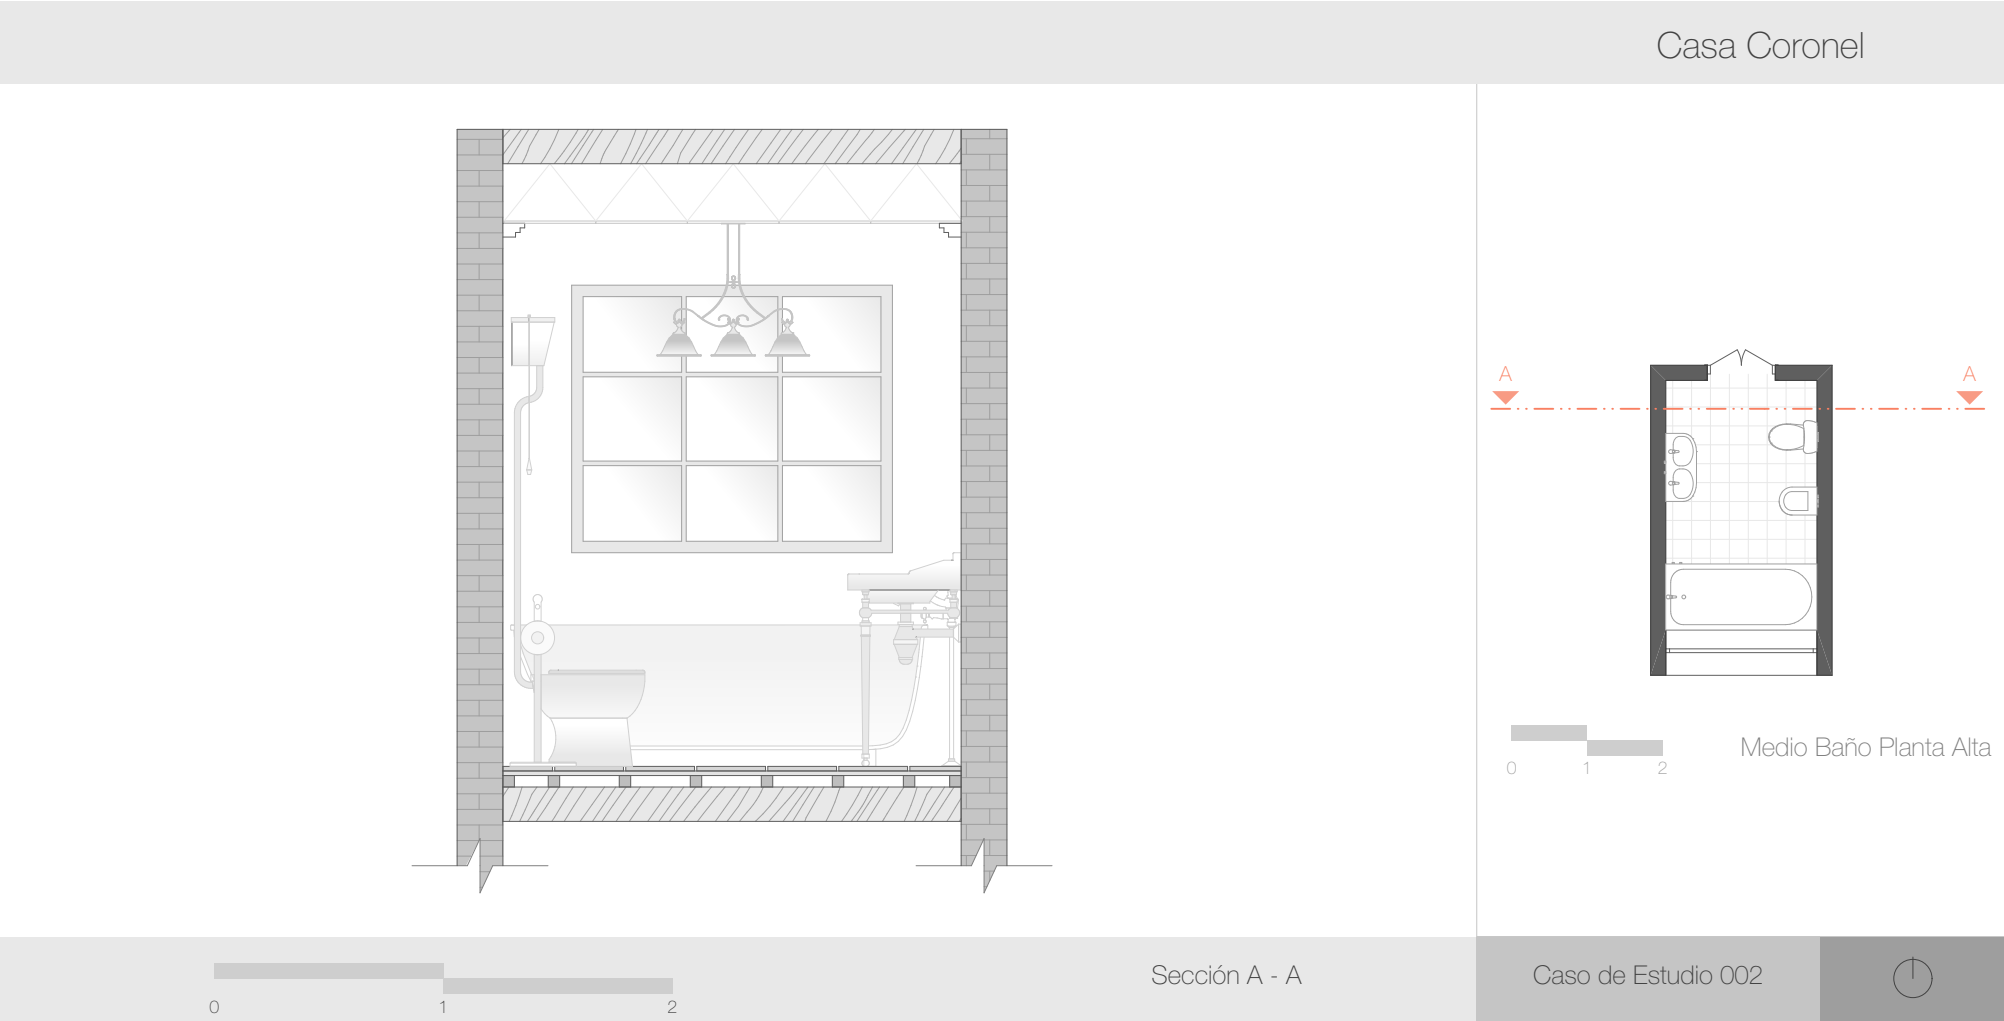 Casa Coronel
A A
0 1 2
Medio Baño Planta Alta
0 1 2
Sección A - A
Caso de Estudio 002